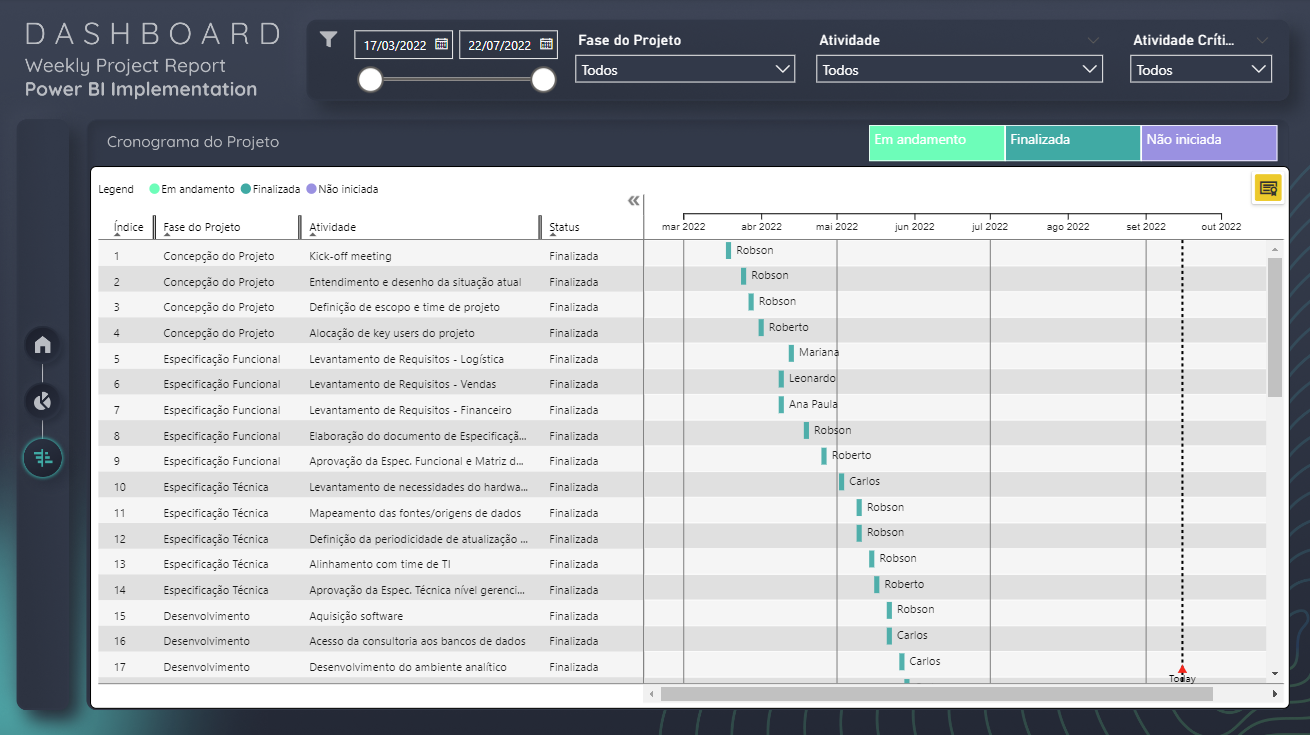 DASHBOARD
Weekly Project Report
Power BI Implementation
17/03/2022 22/07/2022
Fase do Projeto
Todos
Atividade
Todos
Atividade Críti...
Todos
Cronograma do Projeto
Em andamento Finalizada Não iniciada
Legend Em andamento Finalizada Não iniciada
«
Índice Fase do Projeto Atividade Status
mar 2022 abr 2022 mai 2022 jun 2022 jul 2022 ago 2022 set 2022 out 2022
1 Concepção do Projeto Kick-off meeting Finalizada Robson
2 Concepção do Projeto Entendimento e desenho da situação atual Finalizada Robson
3 Concepção do Projeto Definição de escopo e time de projeto Finalizada Robson
4 Concepção do Projeto Alocação de key users do projeto Finalizada Roberto
5 Especificação Funcional Levantamento de Requisitos - Logística Finalizada Mariana
6 Especificação Funcional Levantamento de Requisitos - Vendas Finalizada Leonardo
7 Especificação Funcional Levantamento de Requisitos - Financeiro Finalizada Ana Paula
8 Especificação Funcional Elaboração do documento de Especificaçã... Finalizada Robson
9 Especificação Funcional Aprovação da Espec. Funcional e Matriz d... Finalizada Roberto
10 Especificação Técnica Levantamento de necessidades do hardwa... Finalizada Carlos
11 Especificação Técnica Mapeamento das fontes/origens de dados Finalizada Robson
12 Especificação Técnica Definição da periodicidade de atualização ... Finalizada Robson
13 Especificação Técnica Alinhamento com time de TI Finalizada Robson
14 Especificação Técnica Aprovação da Espec. Técnica nível gerenci... Finalizada Roberto
15 Desenvolvimento Aquisição software Finalizada Robson
16 Desenvolvimento Acesso da consultoria aos bancos de dados Finalizada Carlos
17 Desenvolvimento Desenvolvimento do ambiente analítico Finalizada Carlos
Today